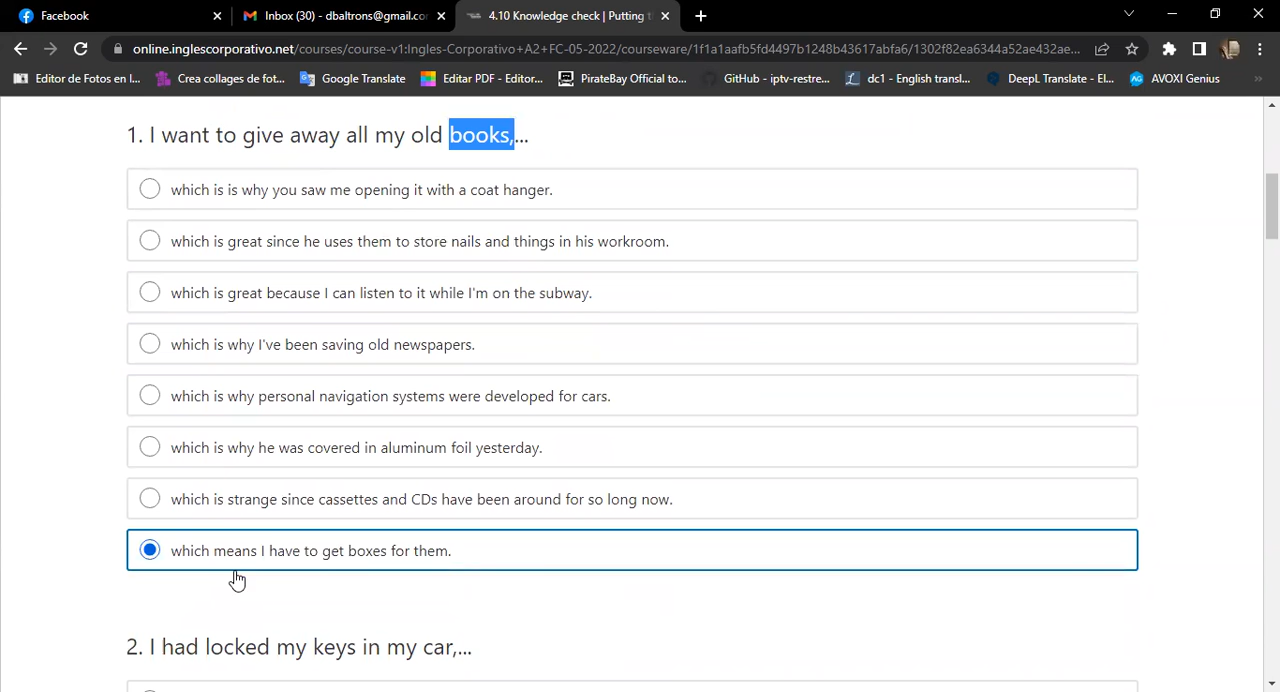 Facebook
Inbox (30) - dbaltrons@gmail.co
4.10 Knowledge check | Putting t
online.inglescorporativo.net/courses/course-v1:Ingles-Corporativo+A2+FC-05-2022/courseware/1f1a1aafb5fd4497b1248b43617abfa6/1302f82ea6344a52ae432ae...
Editor de Fotos en l...
Crea collages de fot...
Google Translate
Editar PDF - Editor...
PirateBay Official to...
GitHub - iptv-restre...
dc1 - English transl...
DeepL Translate - El...
AVOXI Genius
»
1. I want to give away all my old books,...
which is is why you saw me opening it with a coat hanger.
which is great since he uses them to store nails and things in his workroom.
which is great because I can listen to it while I'm on the subway.
which is why I've been saving old newspapers.
which is why personal navigation systems were developed for cars.
which is why he was covered in aluminum foil yesterday.
which is strange since cassettes and CDs have been around for so long now.
which means I have to get boxes for them.
2. I had locked my keys in my car,...